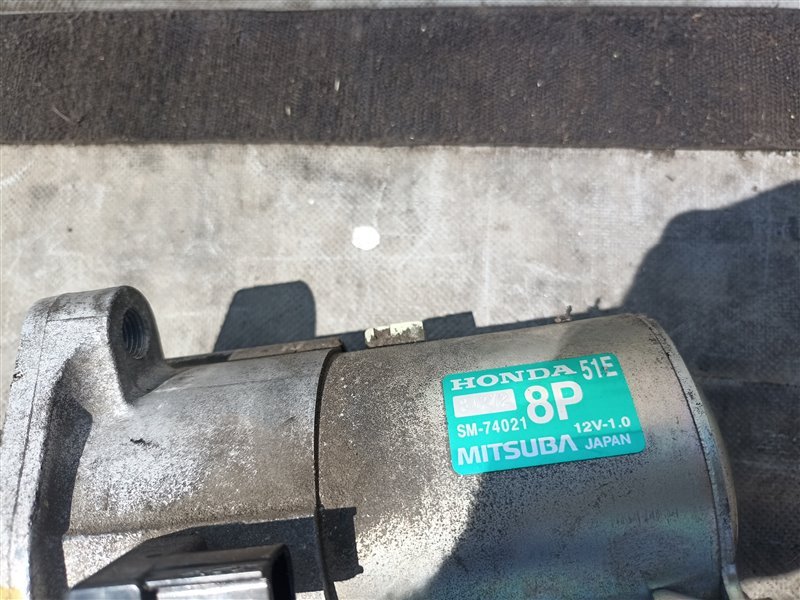 HONDA 51E
8P
SM-74021 12V-1.0
MITSUBA JAPAN